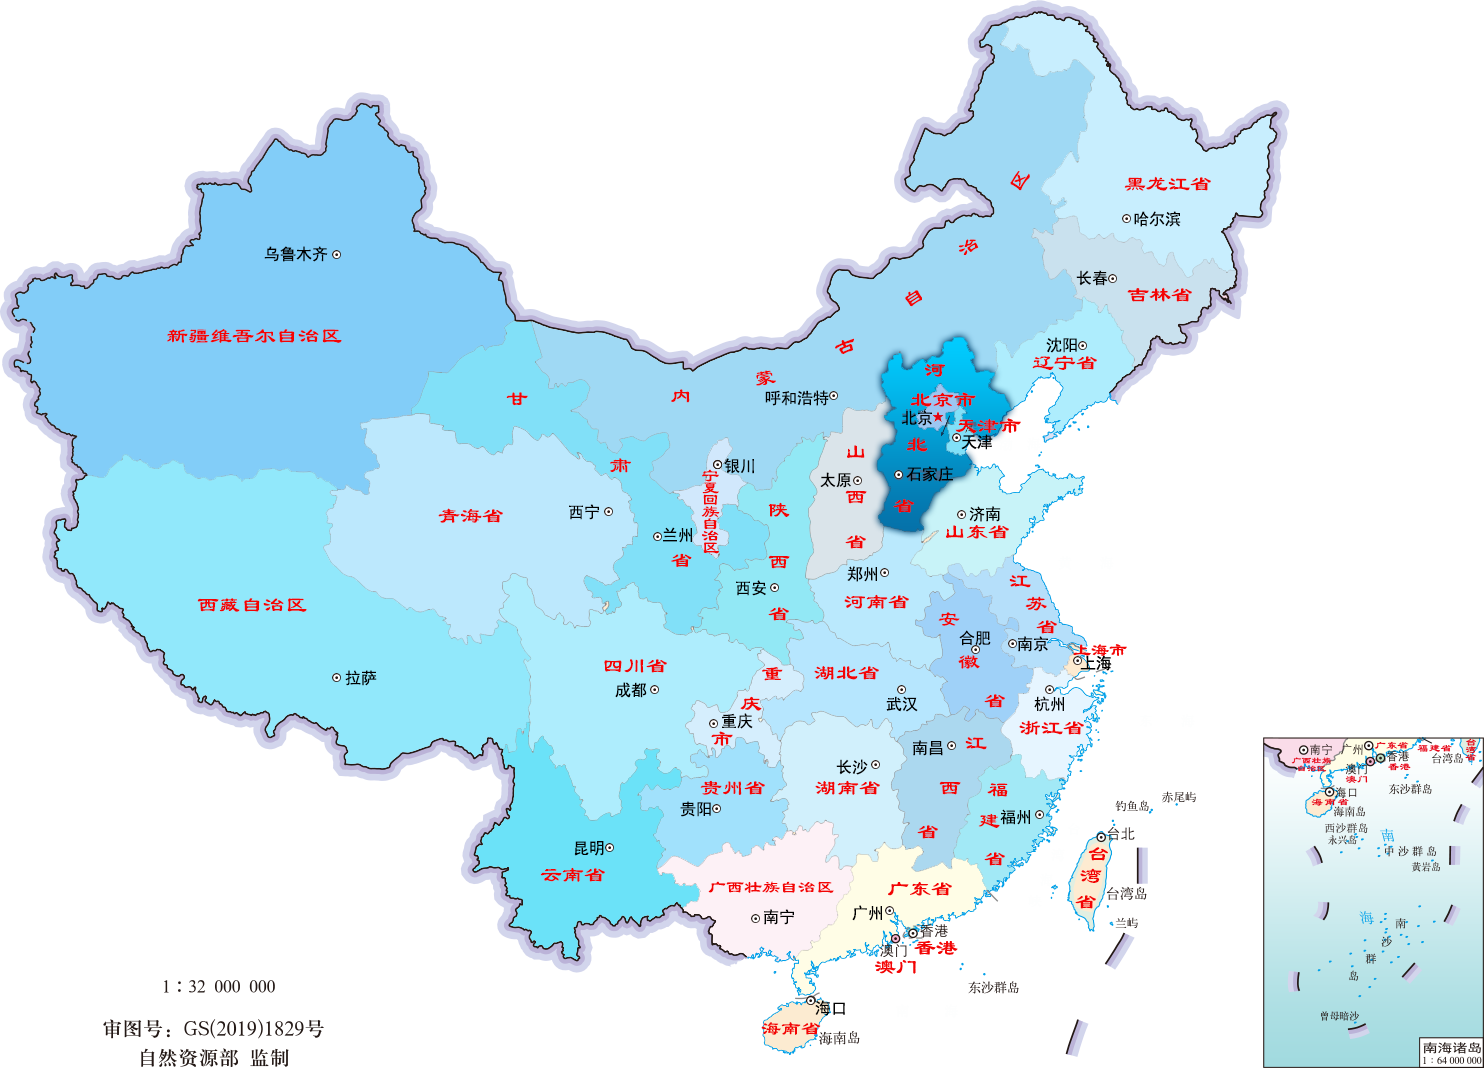 黑龙江省
哈尔滨
内蒙古自治区
呼和浩特
长春
吉林省
沈阳
辽宁省
乌鲁木齐
新疆维吾尔自治区
甘肃省
兰州
河北省
石家庄
北京市
北京
天津市
天津
山西省
太原
银川
宁夏回族自治区
陕西省
西安
青海省
西宁
济南
山东省
郑州
河南省
江苏省
南京
安徽省
合肥
上海市
上海
西藏自治区
拉萨
四川省
成都
重庆市
重庆
湖北省
武汉
杭州
浙江省
南昌
江西省
长沙
湖南省
贵州省
贵阳
福建省
福州
昆明
云南省
广西壮族自治区
南宁
广东省
广州
香港
香港
澳门
澳门
台北
台湾省
台湾岛
钓鱼岛
赤尾屿
兰屿
东沙群岛
海口
海南省
海南岛
1：32 000 000
审图号：GS(2019)1829号
自然资源部 监制
南宁
广西壮族
自治区
广州
广东省
香港
香港
澳门
澳门
福建省
台湾省
台湾岛
海口
海南省
海南岛
东沙群岛
西沙群岛
永兴岛
中沙群岛
黄岩岛
南海
南沙群岛
曾母暗沙
南海诸岛
1：64 000 000